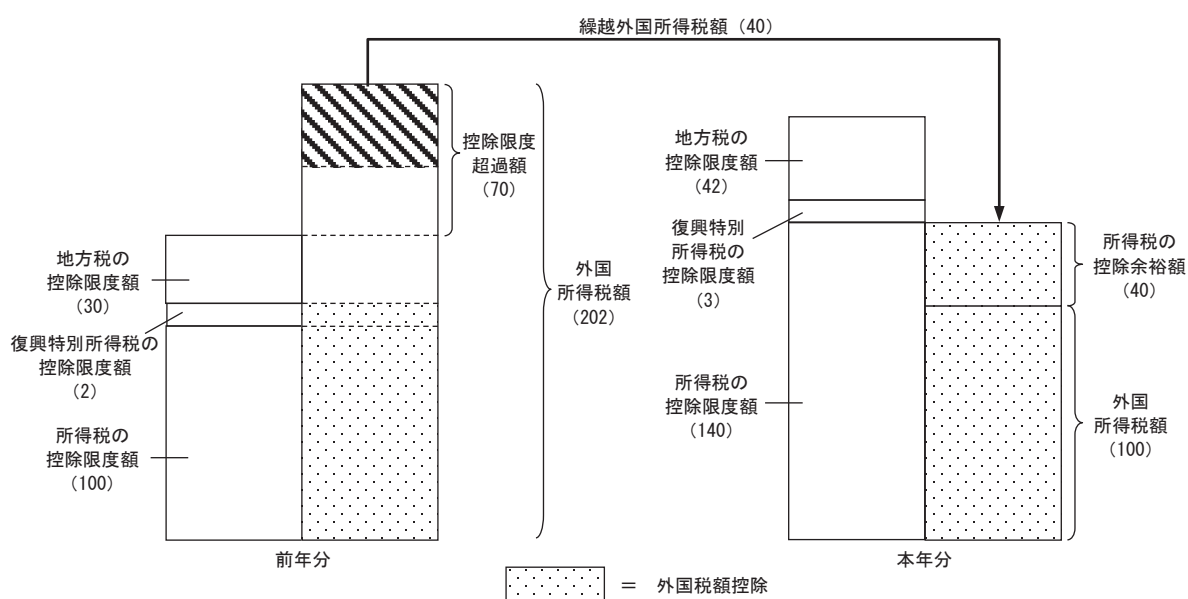 繰越外国所得税額（40）
控除限度
超過額
（70）
外国
所得税額
（202）
地方税の
控除限度額
（30）
復興特別所得税の
控除限度額
（2）
所得税の
控除限度額
（100）
前年分
地方税の
控除限度額
（42）
復興特別
所得税の
控除限度額
（3）
所得税の
控除限度額
（140）
所得税の
控除余裕額
（40）
外国
所得税額
（100）
本年分
＝ 外国税額控除